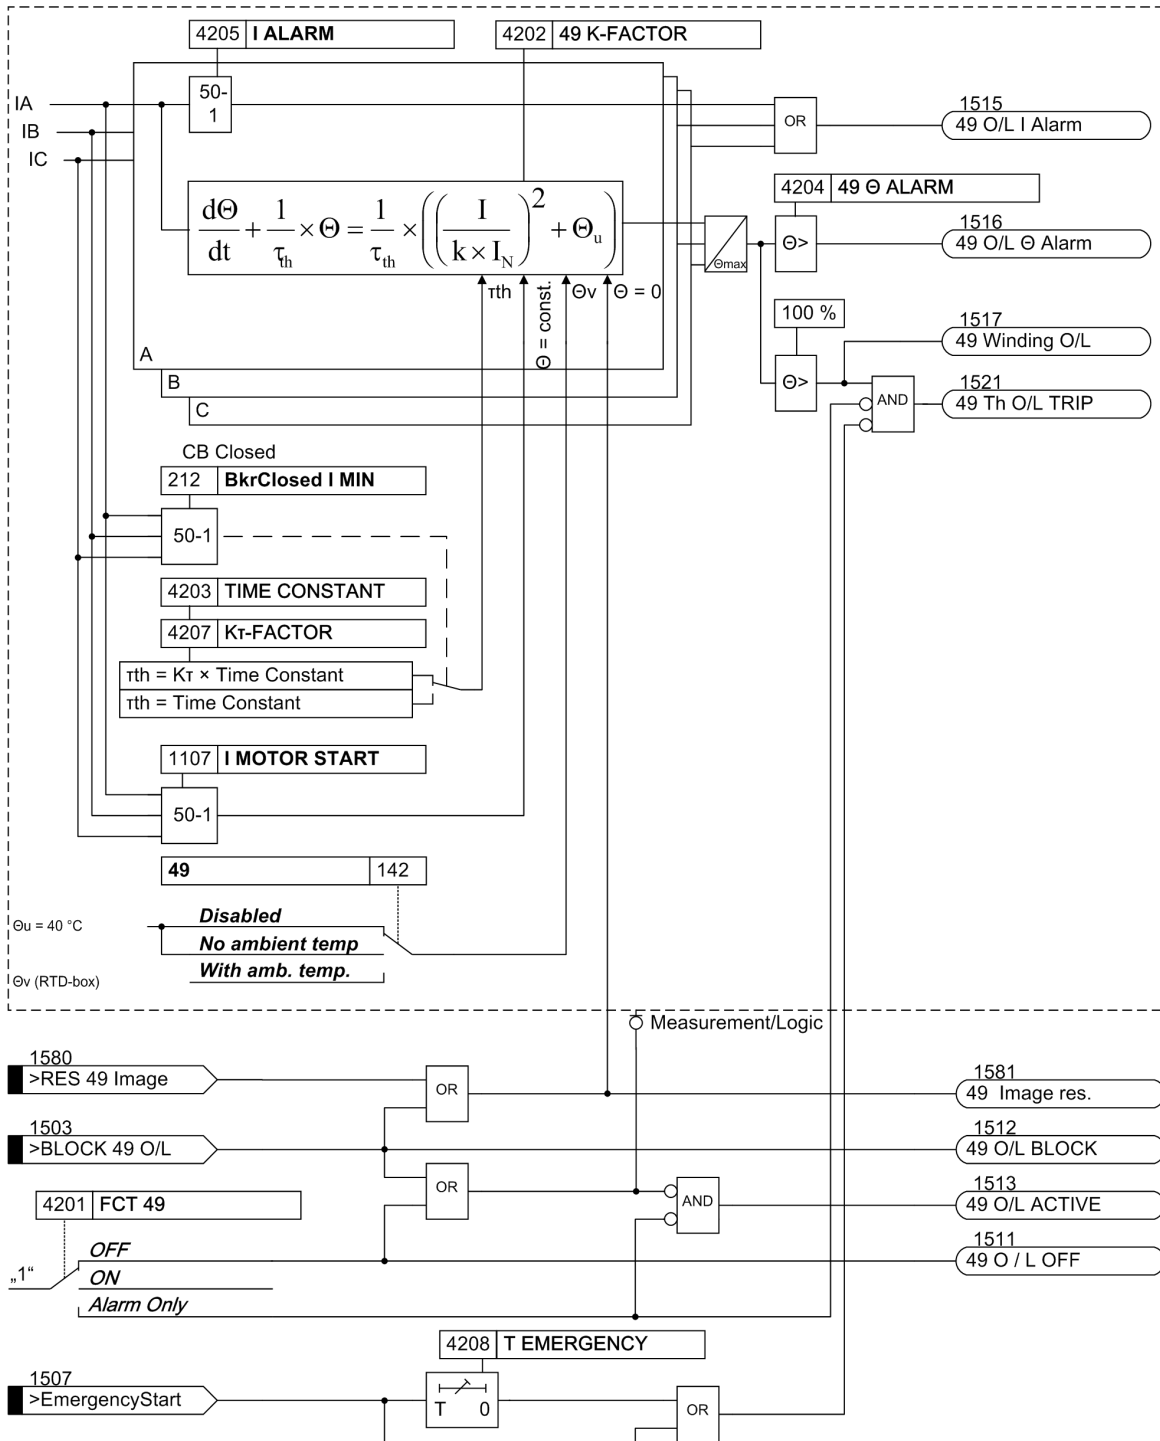 4205 I ALARM
4202 49 K-FACTOR
IA
IB
IC
50-
1
OR
1515
49 O/L I Alarm
dΘ/dt + 1/τth × Θ = 1/τth × ((I/(k × IN))2 + Θu)
4204 49 Θ ALARM
Θmax
Θ>
1516
49 O/L Θ Alarm
τth
Θ = const.
Θv
Θ = 0
100 %
1517
49 Winding O/L
A
B
C
Θ>
AND
1521
49 Th O/L TRIP
CB Closed
212 BkrClosed I MIN
50-1
4203 TIME CONSTANT
4207 Kτ-FACTOR
τth = Kτ × Time Constant
τth = Time Constant
1107 I MOTOR START
50-1
49 142
Θu = 40 °C
Disabled
No ambient temp
With amb. temp.
Θv (RTD-box)
Measurement/Logic
1580
>RES 49 Image
OR
1581
49 Image res.
1503
>BLOCK 49 O/L
1512
49 O/L BLOCK
OR
AND
1513
49 O/L ACTIVE
4201 FCT 49
1511
49 O / L OFF
„1“
OFF
ON
Alarm Only
4208 T EMERGENCY
1507
>EmergencyStart
T 0
OR